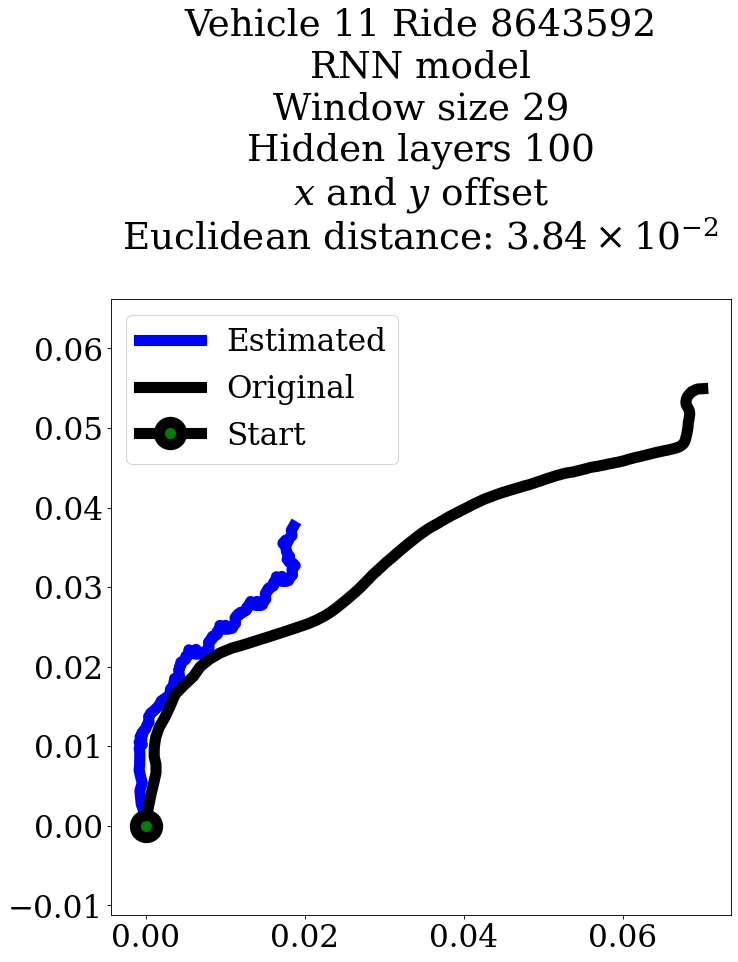 Vehicle 11 Ride 8643592
RNN model
Window size 29
Hidden layers 100
x and y offset
Euclidean distance: 3.84 × 10⁻²
Estimated
Original
Start
0.06
0.05
0.04
0.03
0.02
0.01
0.00
−0.01
0.00 0.02 0.04 0.06